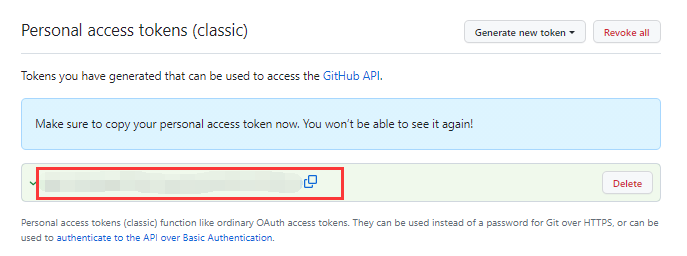 Personal access tokens (classic)
Generate new token
Revoke all
Tokens you have generated that can be used to access the GitHub API.
Make sure to copy your personal access token now. You won't be able to see it again!
Delete
Personal access tokens (classic) function like ordinary OAuth access tokens. They can be used instead of a password for Git over HTTPS, or can be
used to authenticate to the API over Basic Authentication.